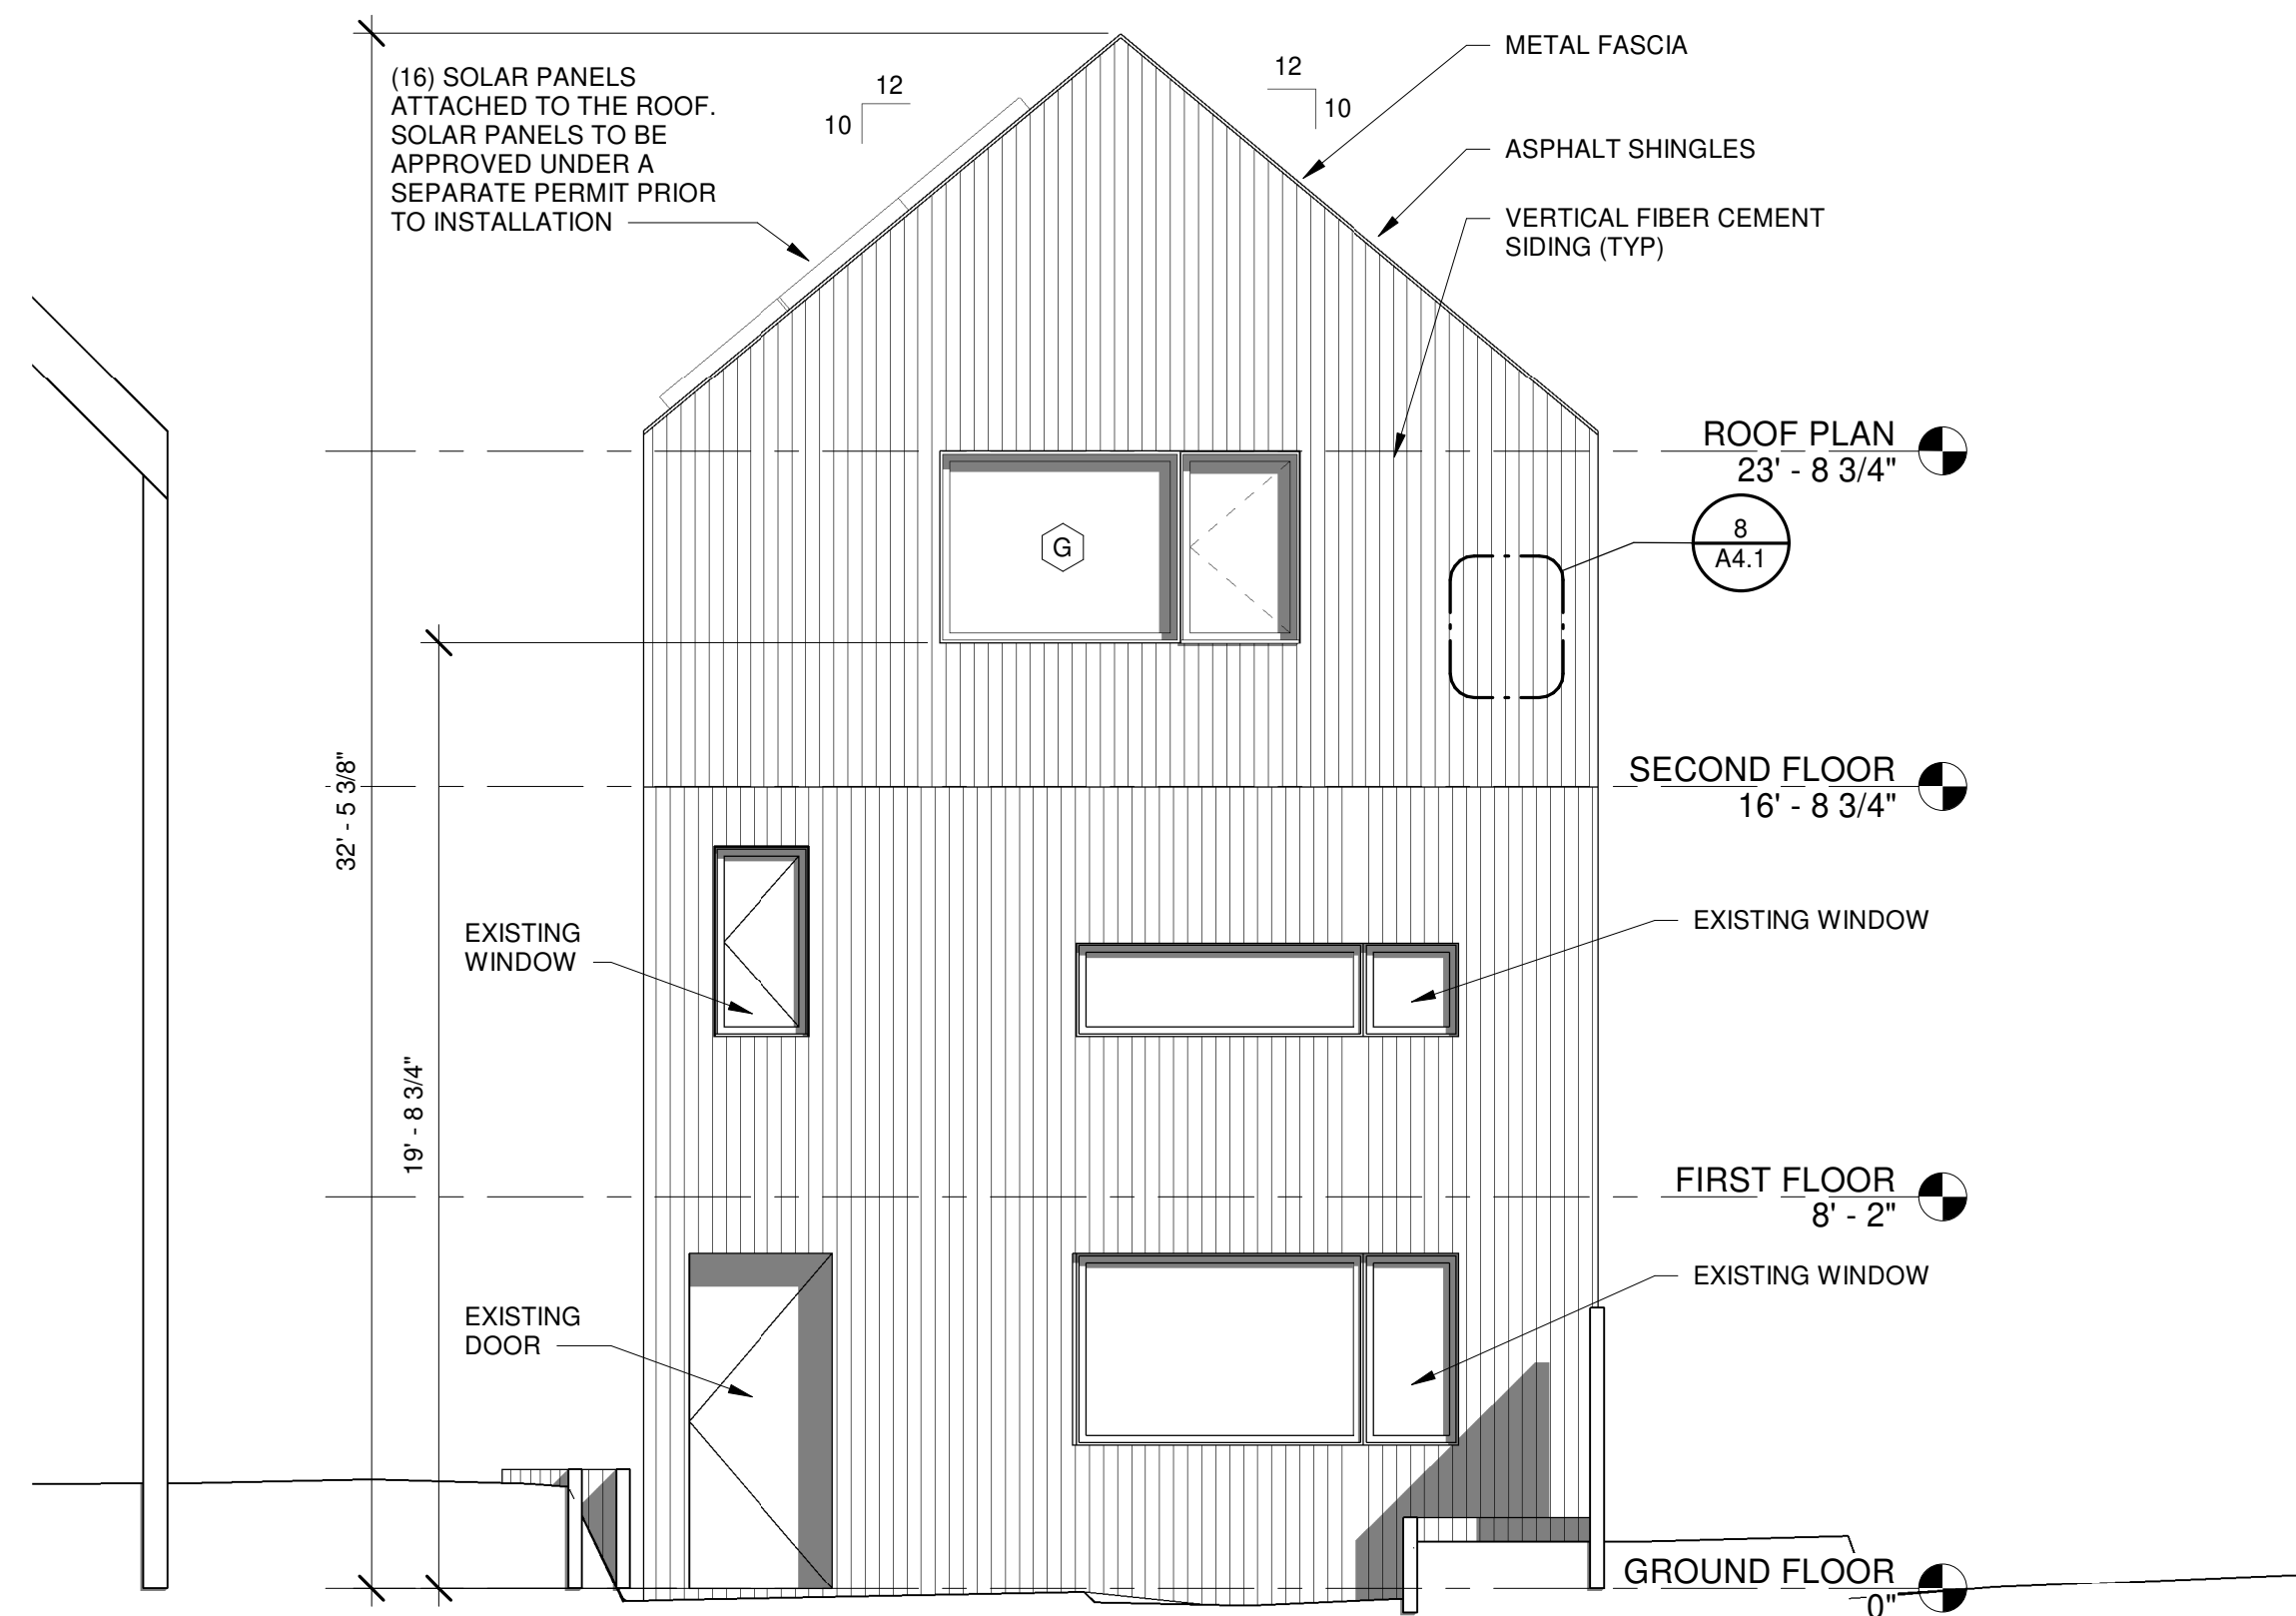 (16) SOLAR PANELS
ATTACHED TO THE ROOF.
SOLAR PANELS TO BE
APPROVED UNDER A
SEPARATE PERMIT PRIOR
TO INSTALLATION
12
10
12
10
METAL FASCIA
ASPHALT SHINGLES
VERTICAL FIBER CEMENT
SIDING (TYP)
ROOF PLAN
23' - 8 3/4"
G
8
A4.1
32' - 5 3/8"
SECOND FLOOR
16' - 8 3/4"
EXISTING
WINDOW
EXISTING WINDOW
19' - 8 3/4"
FIRST FLOOR
8' - 2"
EXISTING WINDOW
EXISTING
DOOR
GROUND FLOOR
0"